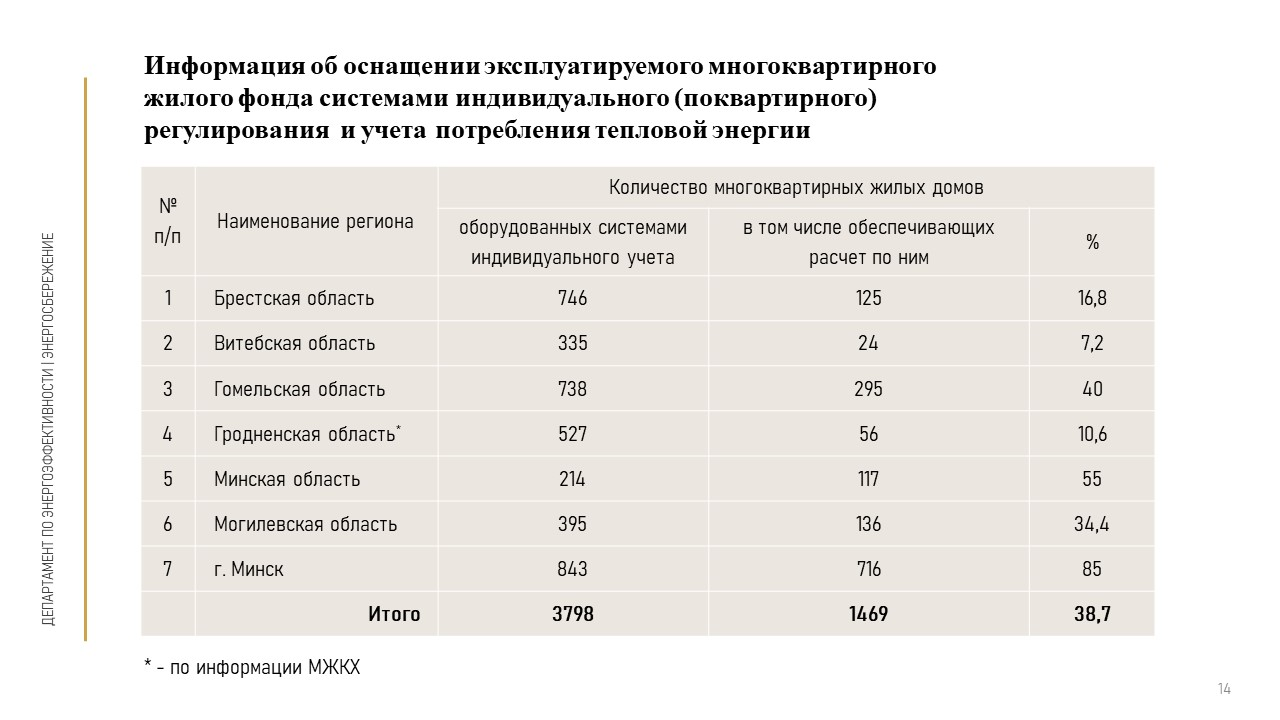 Информация об оснащении эксплуатируемого многоквартирного
жилого фонда системами индивидуального (поквартирного)
регулирования и учета потребления тепловой энергии
ДЕПАРТАМЕНТ ПО ЭНЕРГОЭФФЕКТИВНОСТИ | ЭНЕРГОСБЕРЕЖЕНИЕ
№
п/п
Наименование региона
Количество многоквартирных жилых домов
оборудованных системами
индивидуального учета
в том числе обеспечивающих
расчет по ним
%
1 Брестская область 746 125 16,8
2 Витебская область 335 24 7,2
3 Гомельская область 738 295 40
4 Гродненская область* 527 56 10,6
5 Минская область 214 117 55
6 Могилевская область 395 136 34,4
7 г. Минск 843 716 85
Итого 3798 1469 38,7
* - по информации МЖКХ
14